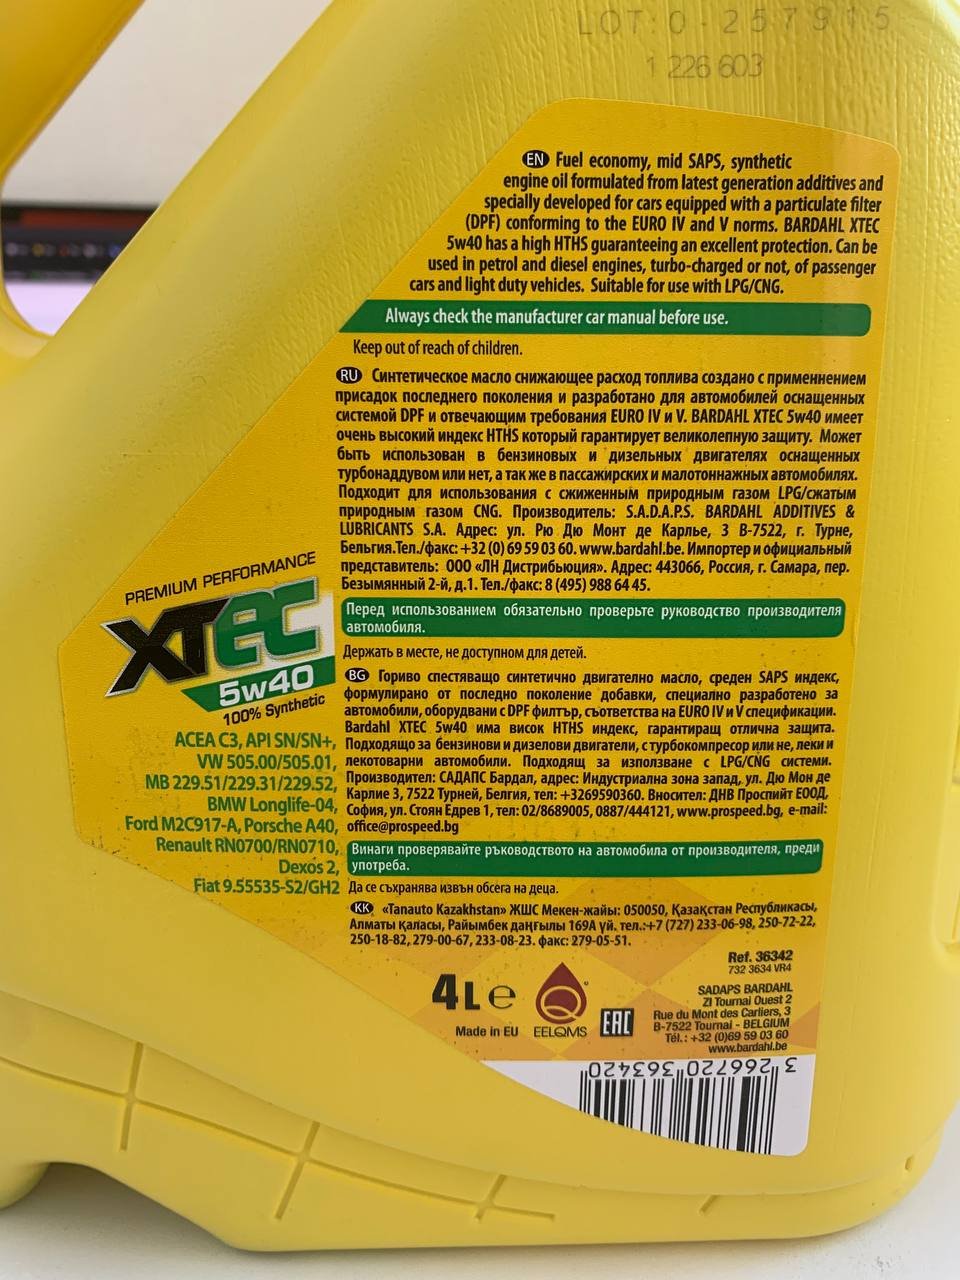 LOT: 0 - 257915
1 226 603
EN Fuel economy, mid SAPS, synthetic
engine oil formulated from latest generation additives and
specially developed for cars equipped with a particulate filter
(DPF) conforming to the EURO IV and V norms. BARDAHL XTEC
5w40 has a high HTHS guaranteeing an excellent protection. Can be
used in petrol and diesel engines, turbo-charged or not, of passenger
cars and light duty vehicles. Suitable for use with LPG/CNG.
Always check the manufacturer car manual before use.
Keep out of reach of children.
RU Синтетическое масло снижающее расход топлива создано с применнением
присадок последнего поколения и разработано для автомобилей оснащенных
системой DPF и отвечающим требования EURO IV и V. BARDAHL XTEC 5w40 имеет
очень высокий индекс HTHS который гарантирует великолепную защиту. Может
быть использован в бензиновых и дизельных двигателях оснащенных
турбонаддувом или нет, а так же в пассажирских и малотоннажных автомобилях.
Подходит для использования с сжиженным природным газом LPG/сжатым
природным газом CNG. Производитель: S.A.D.A.P.S. BARDAHL ADDITIVES &
LUBRICANTS S.A. Адрес: ул. Рю Дю Монт де Карлье, 3 B-7522, г. Турне,
Бельгия.Тел./факс: +32 (0) 69 59 03 60. www.bardahl.be. Импортер и официальный
представитель: ООО «ЛН Дистрибьюция». Адрес: 443066, Россия, г. Самара, пер.
Безымянный 2-й, д.1. Тел./факс: 8 (495) 988 64 45.
Перед использованием обязательно проверьте руководство производителя
автомобиля.
Держать в месте, не доступном для детей.
BG Гориво спестяващо синтетично двигателно масло, среден SAPS индекс,
формулирано от последно поколение добавки, специално разработено за
автомобили, оборудвани с DPF филтър, съответства на EURO IV и V спецификации.
Bardahl XTEC 5w40 има висок HTHS индекс, гарантиращ отлична защита.
Подходящо за бензинови и дизелови двигатели, с турбокомпресор или не, леки и
лекотоварни автомобили. Подходящ за използване с LPG/CNG системи.
Производител: САДАПС Бардал, адрес: Индустриална зона запад, ул. Дю Мон де
Карлие 3, 7522 Турней, Белгия, тел: +3269590360. Вносител: ДНВ Проспийт ЕООД,
София, ул. Стоян Едрев 1, тел: 02/8689005, 0887/444121, www.prospeed.bg, e-mail:
office@prospeed.bg
Винаги проверявайте ръководството на автомобила от производителя, преди
употреба.
Да се съхранява извън обсега на деца.
KK «Tanauto Kazakhstan» ЖШС Мекен-жайы: 050050, Қазақстан Республикасы,
Алматы қаласы, Райымбек даңғылы 169А үй. тел.:+7 (727) 233-06-98, 250-72-22,
250-18-82, 279-00-67, 233-08-23. факс: 279-05-51.
PREMIUM PERFORMANCE
XTEC
5w40
100% Synthetic
ACEA C3, API SN/SN+,
VW 505.00/505.01,
MB 229.51/229.31/229.52,
BMW Longlife-04,
Ford M2C917-A, Porsche A40,
Renault RN0700/RN0710,
Dexos 2,
Fiat 9.55535-S2/GH2
4L e
Made in EU
EELQMS
EAC
Ref. 36342
732 3634 VR4
SADAPS BARDAHL
ZI Tournai Ouest 2
Rue du Mont des Carliers, 3
B-7522 Tournai - BELGIUM
Tél.: +32 (0)69 59 03 60
www.bardahl.be
3 266720 363420